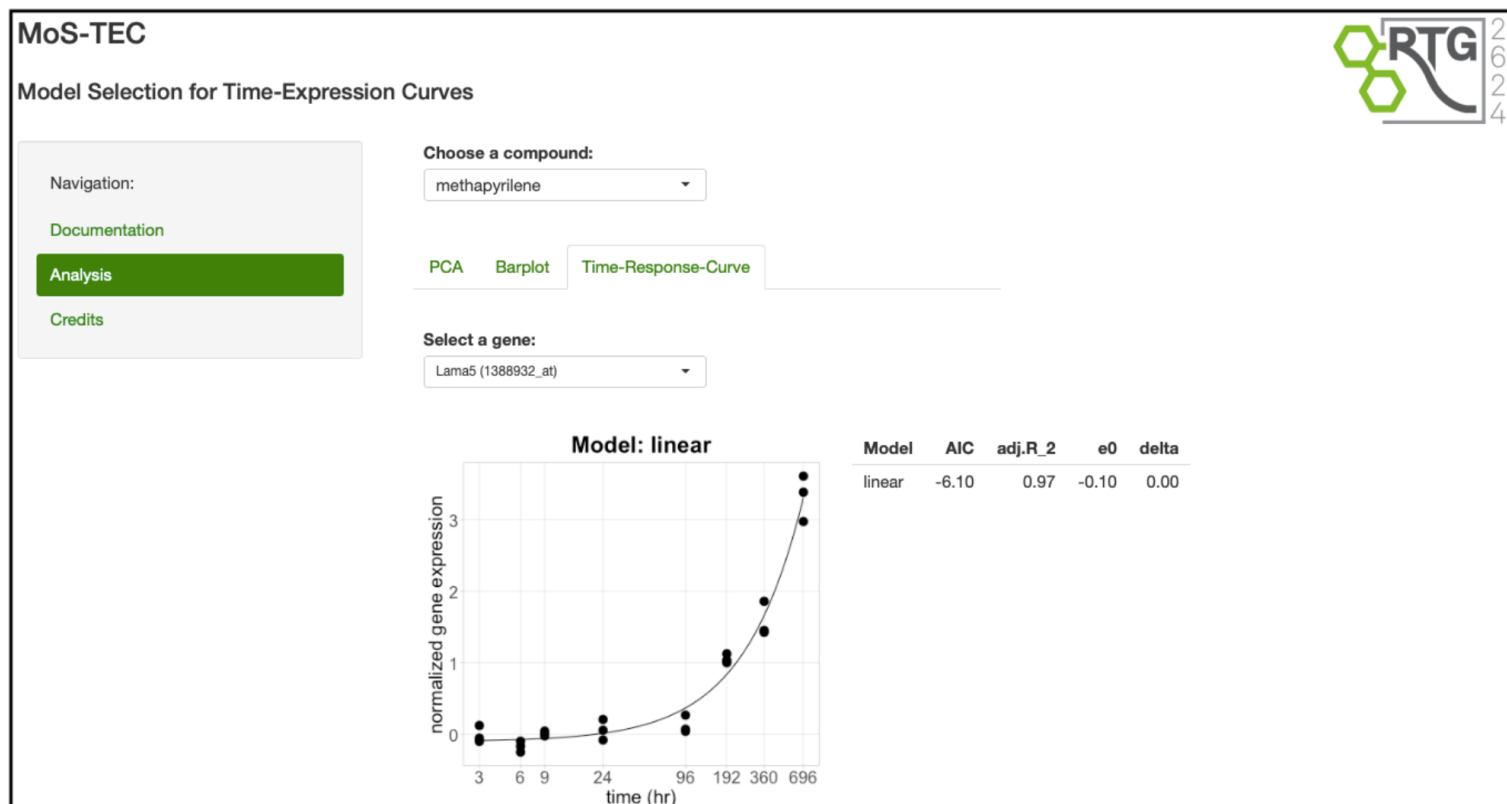 MoS-TEC
RTG
2
6
2
4
Model Selection for Time-Expression Curves
Navigation:
Documentation
Analysis
Credits
Choose a compound:
methapyrilene
PCA Barplot Time-Response-Curve
Select a gene:
Lama5 (1388932_at)
Model: linear
normalized gene expression
3
2
1
0
3 6 9 24 96 192 360 696
time (hr)
Model AIC adj.R_2 e0 delta
linear -6.10 0.97 -0.10 0.00